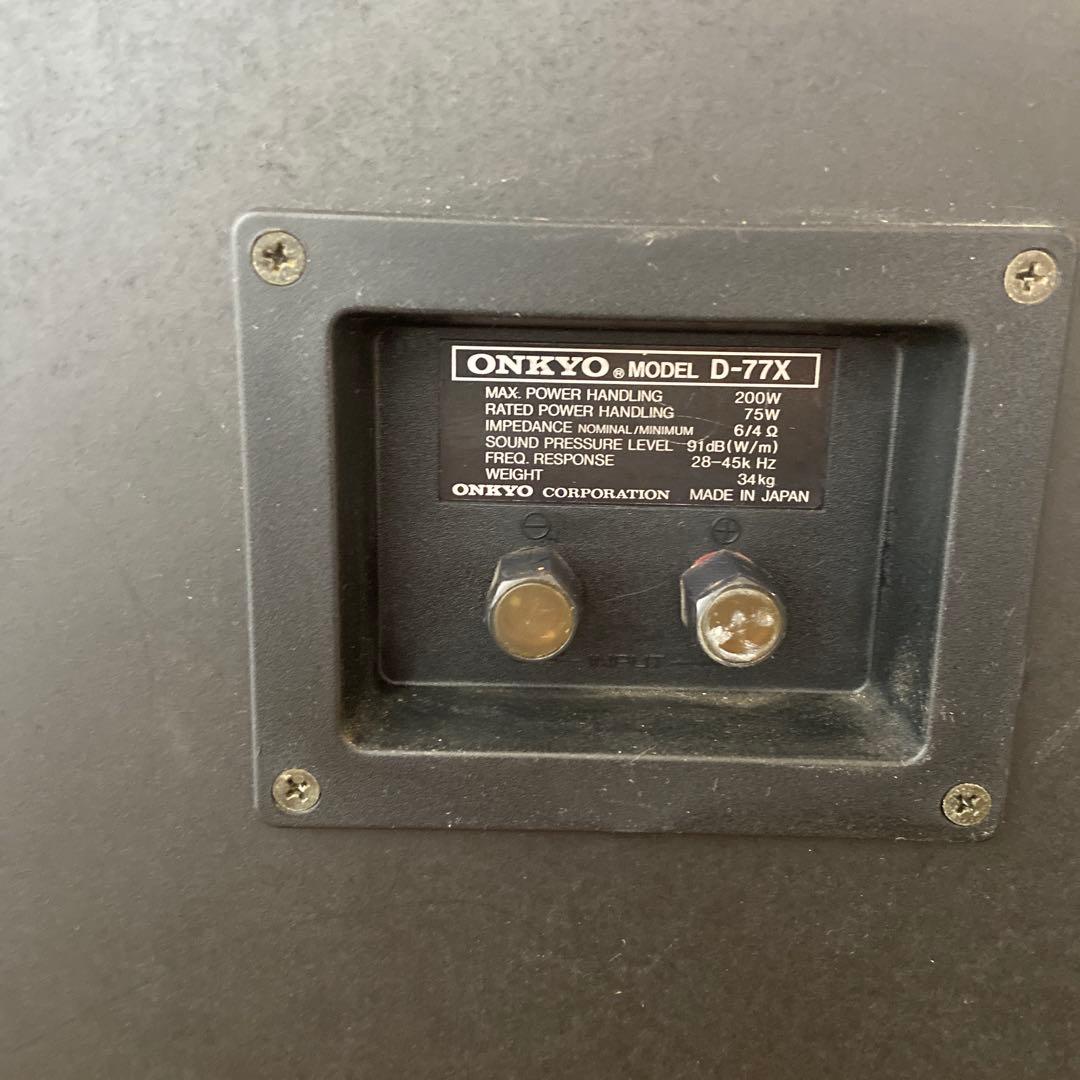 ONKYO ® MODEL D-77X
MAX. POWER HANDLING 200W
RATED POWER HANDLING 75W
IMPEDANCE NOMINAL/MINIMUM 6/4 Ω
SOUND PRESSURE LEVEL 91dB(W/m)
FREQ. RESPONSE 28-45k Hz
WEIGHT 34kg
ONKYO CORPORATION MADE IN JAPAN
⊖ ⊕
INPUT